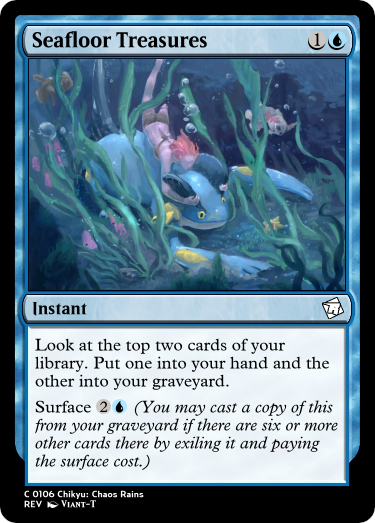 Seafloor Treasures 1
Instant
Look at the top two cards of your
library. Put one into your hand and the
other into your graveyard.
Surface 2 (You may cast a copy of this
from your graveyard if there are six or more
other cards there by exiling it and paying
the surface cost.)
C 0106 Chikyu: Chaos Rains
REV Viant-T